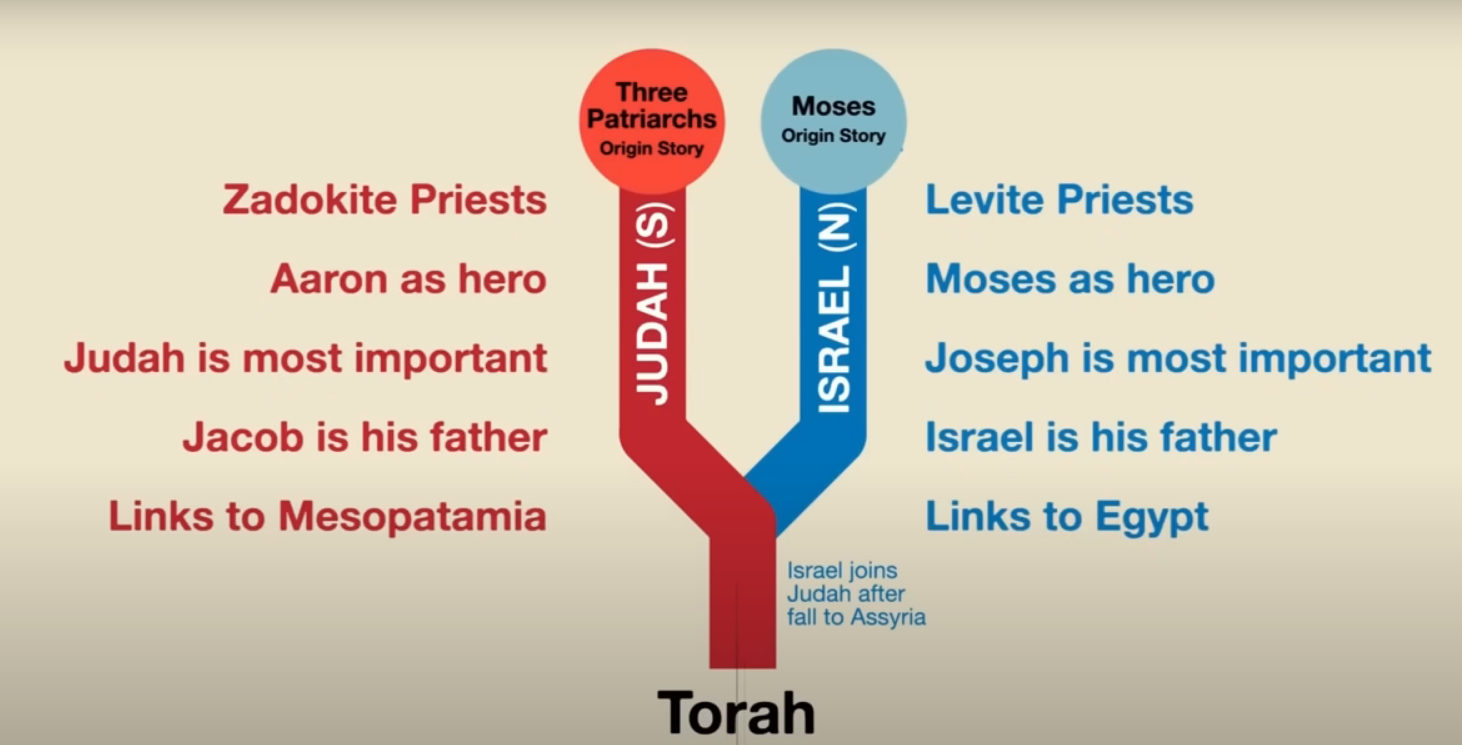 Three
Patriarchs
Origin Story
Moses
Origin Story
Zadokite Priests
Aaron as hero
Judah is most important
Jacob is his father
Links to Mesopatamia
JUDAH (S)
ISRAEL (N)
Levite Priests
Moses as hero
Joseph is most important
Israel is his father
Links to Egypt
Israel joins
Judah after
fall to Assyria
Torah